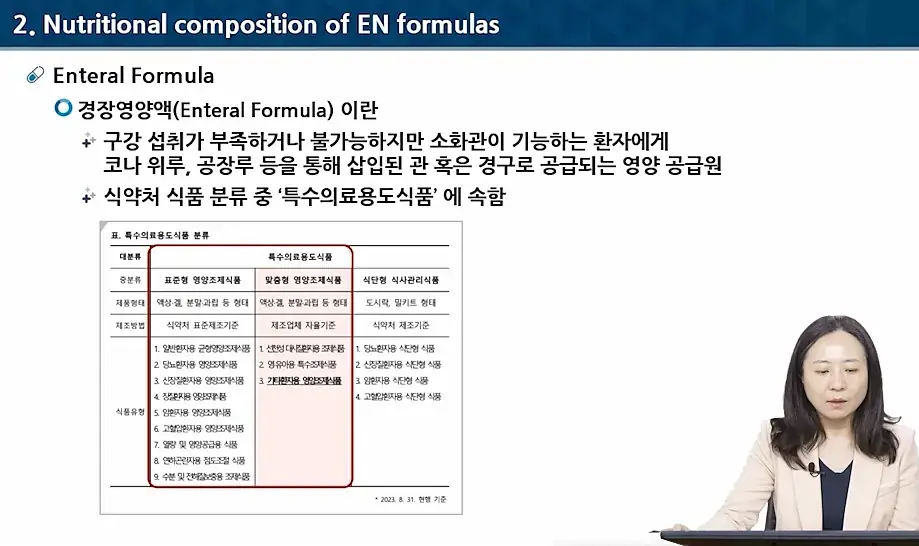 2. Nutritional composition of EN formulas
Enteral Formula
경장영양액(Enteral Formula) 이란
구강 섭취가 부족하거나 불가능하지만 소화관이 기능하는 환자에게
코나 위루, 공장루 등을 통해 삽입된 관 혹은 경구로 공급되는 영양 공급원
식약처 식품 분류 중 ‘특수의료용도식품’ 에 속함
표. 특수의료용도식품 분류
대분류 특수의료용도식품
중분류 표준형 영양조제식품 맞춤형 영양조제식품 식단형 식사관리식품
제품형태 액상·겔, 분말·과립 등 형태 액상·겔, 분말·과립 등 형태 도시락, 밀키트 형태
제조방법 식약처 표준제조기준 제조업체 자율기준 식약처 제조기준
식품유형
1. 일반환자용 균형영양조제식품
2. 당뇨환자용 영양조제식품
3. 신장질환자용 영양조제식품
4. 장질환자용 영양조제식품
5. 암환자용 영양조제식품
6. 고혈압환자용 영양조제식품
7. 열량 및 영양공급용 식품
8. 연하곤란자용 점도조절 식품
9. 수분 및 전해질보충용 조제식품
1. 선천성 대사질환자용 조제식품
2. 영·유아용 특수조제식품
3. 기타환자용 영양조제식품
1. 당뇨환자용 식단형 식품
2. 신장질환자용 식단형 식품
3. 암환자용 식단형 식품
4. 고혈압환자용 식단형 식품
* 2023. 8. 31. 현행 기준